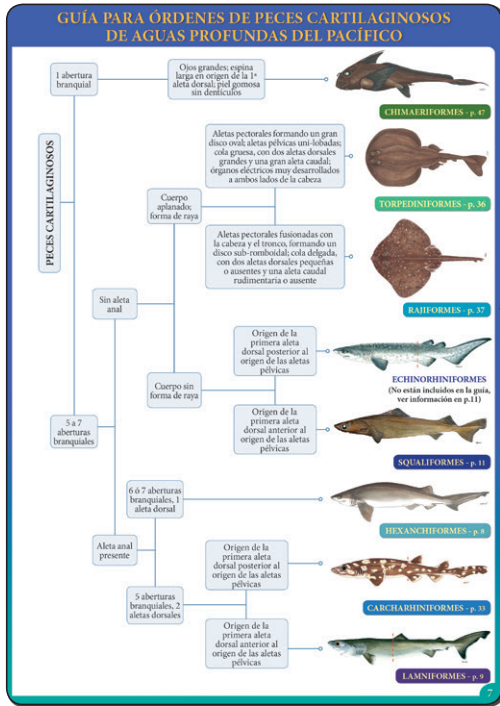 GUÍA PARA ÓRDENES DE PECES CARTILAGINOSOS
DE AGUAS PROFUNDAS DEL PACÍFICO
PECES CARTILAGINOSOS
1 abertura
branquial
Ojos grandes; espina
larga en origen de la 1ª
aleta dorsal; piel gomosa
sin dentículos
CHIMAERIFORMES - p. 47
5 a 7
aberturas
branquiales
Sin aleta
anal
Cuerpo
aplanado;
forma de raya
Aletas pectorales formando un gran
disco oval; aletas pélvicas uni-lobadas;
cola gruesa, con dos aletas dorsales
grandes y una gran aleta caudal;
órganos eléctricos muy desarrollados
a ambos lados de la cabeza
TORPEDINIFORMES - p. 36
Aletas pectorales fusionadas con
la cabeza y el tronco, formando un
disco sub-romboidal; cola delgada,
con dos aletas dorsales pequeñas
o ausentes y una aleta caudal
rudimentaria o ausente
RAJIFORMES - p. 37
Cuerpo sin
forma de raya
Origen de la
primera aleta
dorsal posterior al
origen de las aletas
pélvicas
ECHINORHINIFORMES
(No están incluidos en la guía,
ver información en p.11)
Origen de la
primera aleta
dorsal anterior al
origen de las aletas
pélvicas
SQUALIFORMES - p. 11
Aleta anal
presente
6 ó 7 aberturas
branquiales, 1
aleta dorsal
HEXANCHIFORMES - p. 8
5 aberturas
branquiales, 2
aletas dorsales
Origen de la
primera aleta
dorsal posterior al
origen de las aletas
pélvicas
CARCHARHINIFORMES - p. 33
Origen de la
primera aleta
dorsal anterior al
origen de las aletas
pélvicas
LAMNIFORMES - p. 9
7